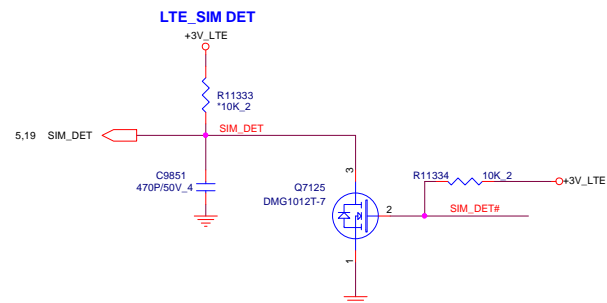 LTE_SIM DET
+3V_LTE
R11333
*10K_2
5,19 SIM_DET
SIM_DET
C9851
470P/50V_4
3
Q7125
DMG1012T-7
R11334 10K_2
+3V_LTE
2
SIM_DET#
1